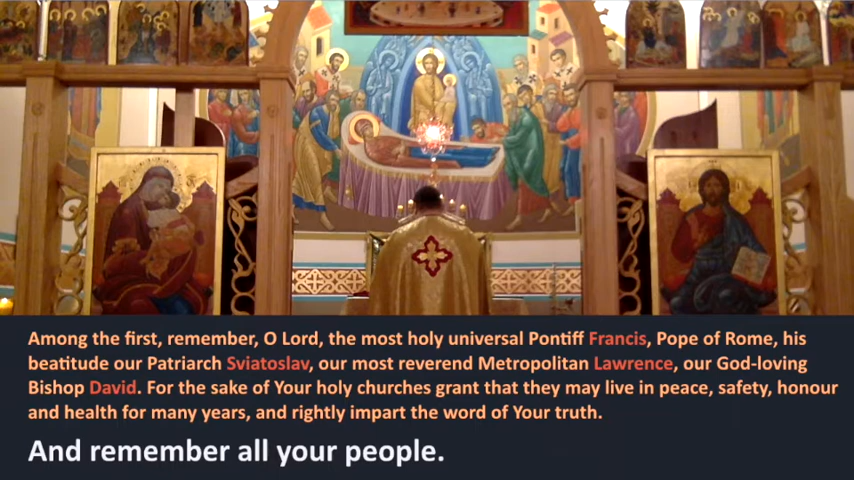 Among the first, remember, O Lord, the most holy universal Pontiff Francis, Pope of Rome, his
beatitude our Patriarch Sviatoslav, our most reverend Metropolitan Lawrence, our God-loving
Bishop David. For the sake of Your holy churches grant that they may live in peace, safety, honour
and health for many years, and rightly impart the word of Your truth.
And remember all your people.